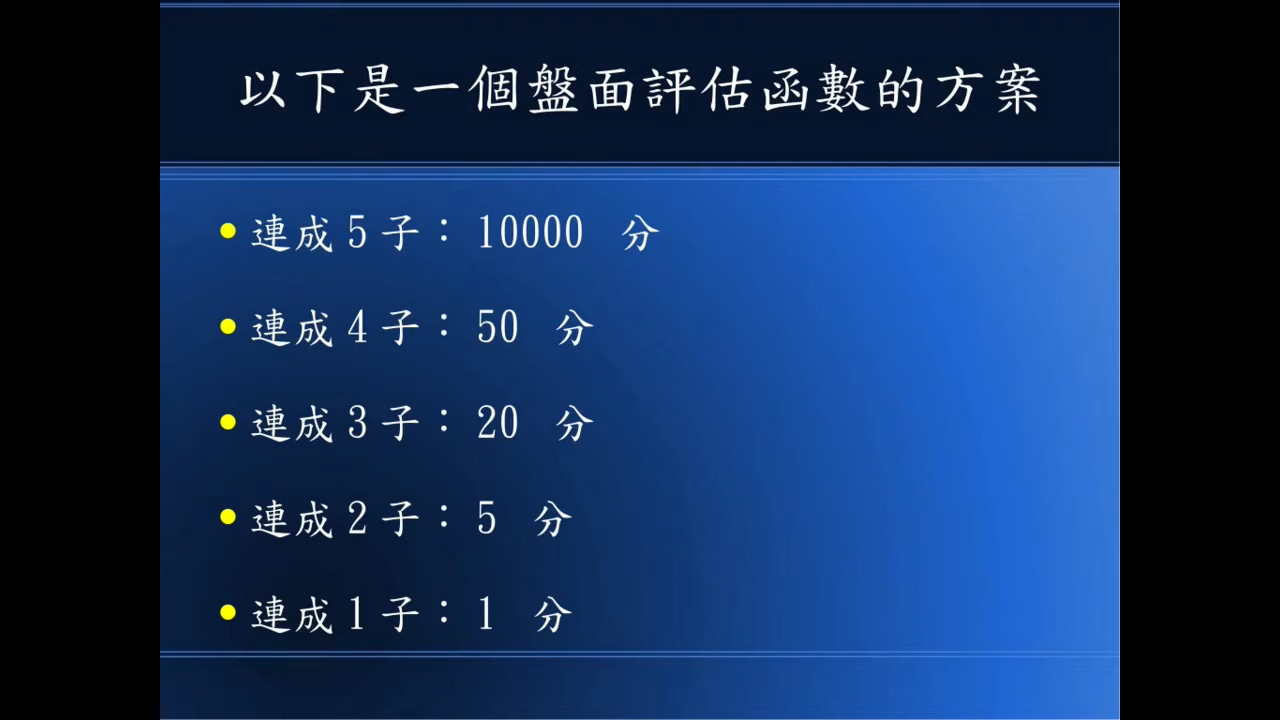 以下是一個盤面評估函數的方案
連成5子：10000 分
連成4子：50 分
連成3子：20 分
連成2子：5 分
連成1子：1 分